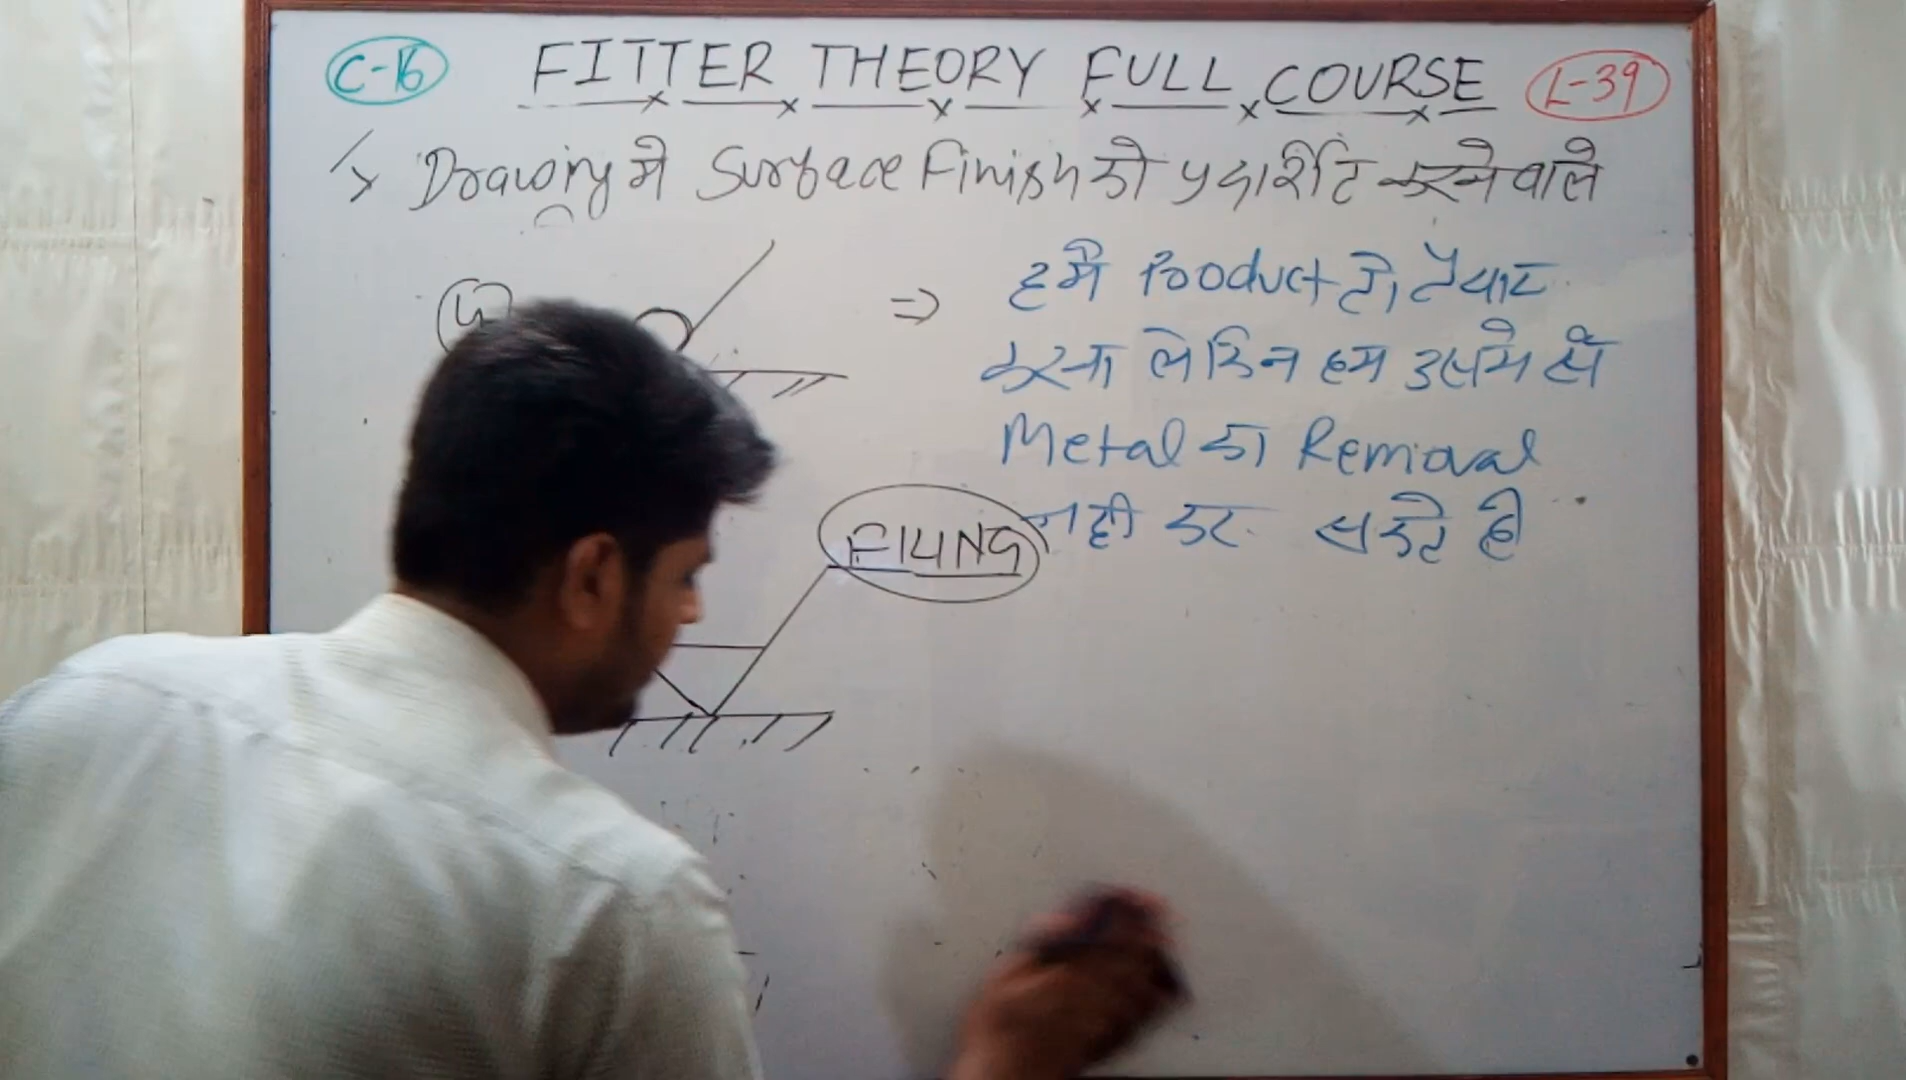 C-16 FITTER THEORY FULL COURSE L-39
Drawing मे Surface Finish को प्रदर्शित करने वाले
हमे Product तो तैयार
करना लेकिन हम उसमे से
Metal का Removal
नही कर सकते है
FILING